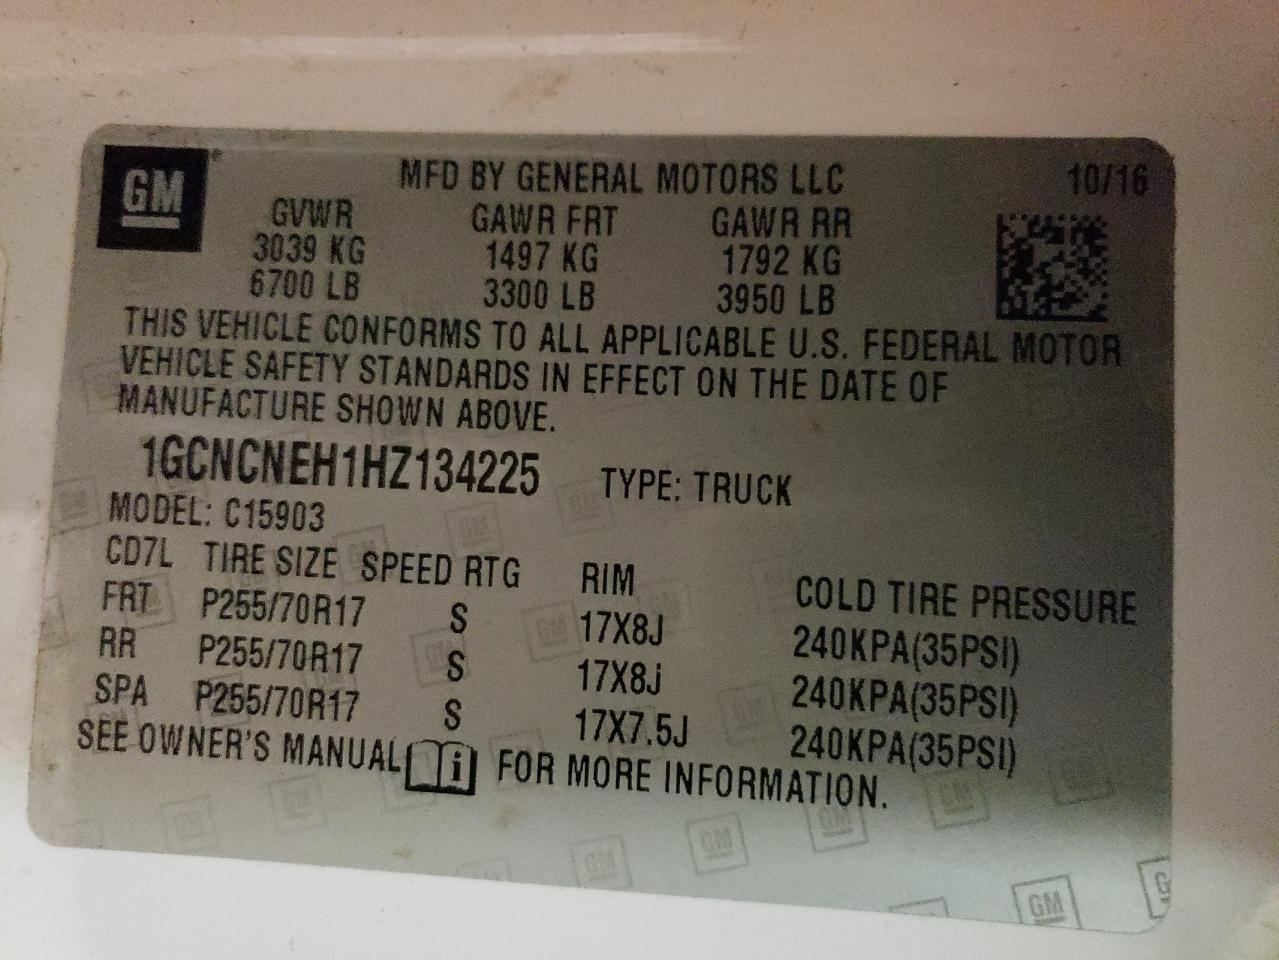 GM® MFD BY GENERAL MOTORS LLC 10/16
GVWR GAWR FRT GAWR RR
3039 KG 1497 KG 1792 KG
6700 LB 3300 LB 3950 LB
THIS VEHICLE CONFORMS TO ALL APPLICABLE U.S. FEDERAL MOTOR
VEHICLE SAFETY STANDARDS IN EFFECT ON THE DATE OF
MANUFACTURE SHOWN ABOVE.
1GCNCNEH1HZ134225 TYPE: TRUCK
MODEL: C15903
CD7L TIRE SIZE SPEED RTG RIM COLD TIRE PRESSURE
FRT P255/70R17 S 17X8J 240KPA(35PSI)
RR P255/70R17 S 17X8J 240KPA(35PSI)
SPA P255/70R17 S 17X7.5J 240KPA(35PSI)
SEE OWNER'S MANUAL i FOR MORE INFORMATION.